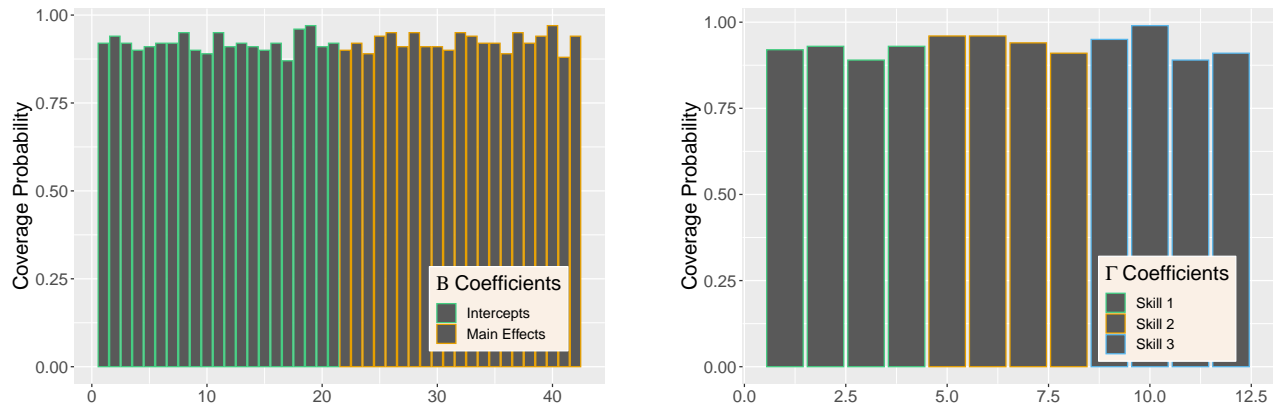 1.00
0.75
0.50
0.25
0.00
Coverage Probability
B Coefficients
Intercepts
Main Effects
0
10
20
30
40
1.00
0.75
0.50
0.25
0.00
Coverage Probability
Γ Coefficients
Skill 1
Skill 2
Skill 3
0.0
2.5
5.0
7.5
10.0
12.5